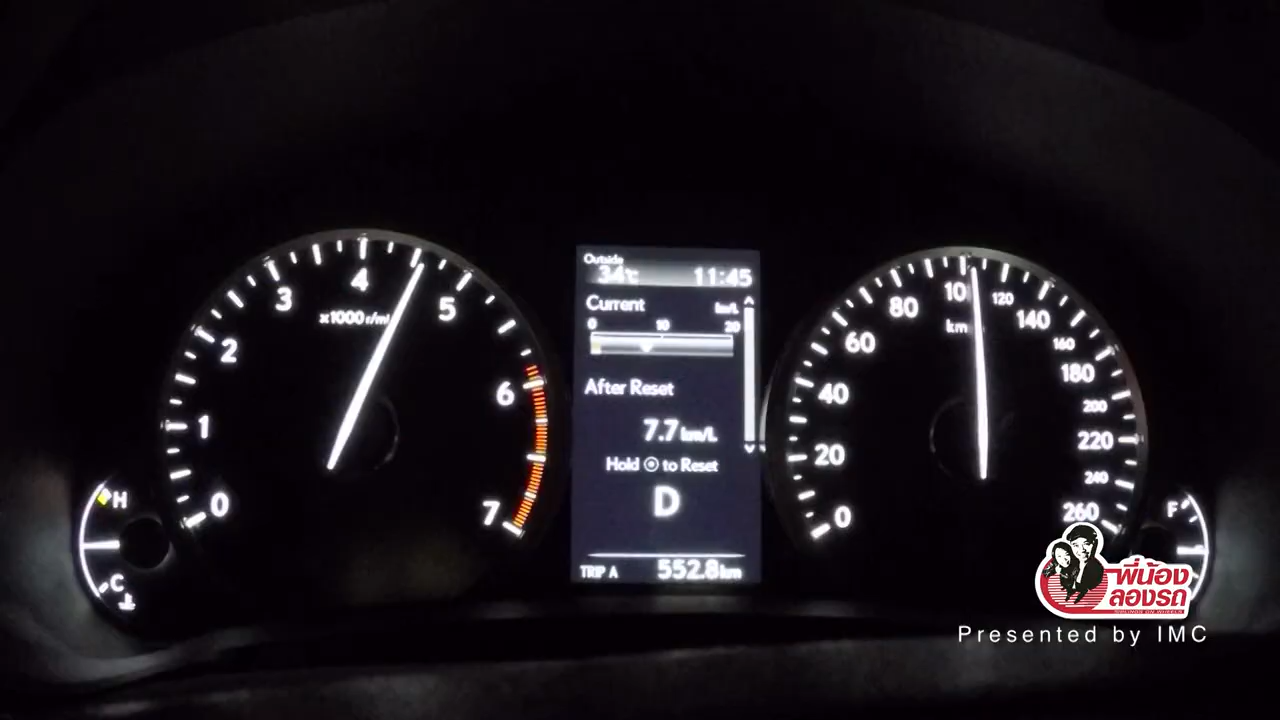 0
1
2
3
4
5
6
7
x1000 r/mi
H
C
Outside
34°C 11:45
Current km/L
0 10 20
After Reset
7.7 km/L
Hold ⊙ to Reset
D
TRIP A 552.8 km
0
20
40
60
80
10
120
140
160
180
200
220
240
260
km
F
พี่น้อง
ลองรถ
Presented by IMC